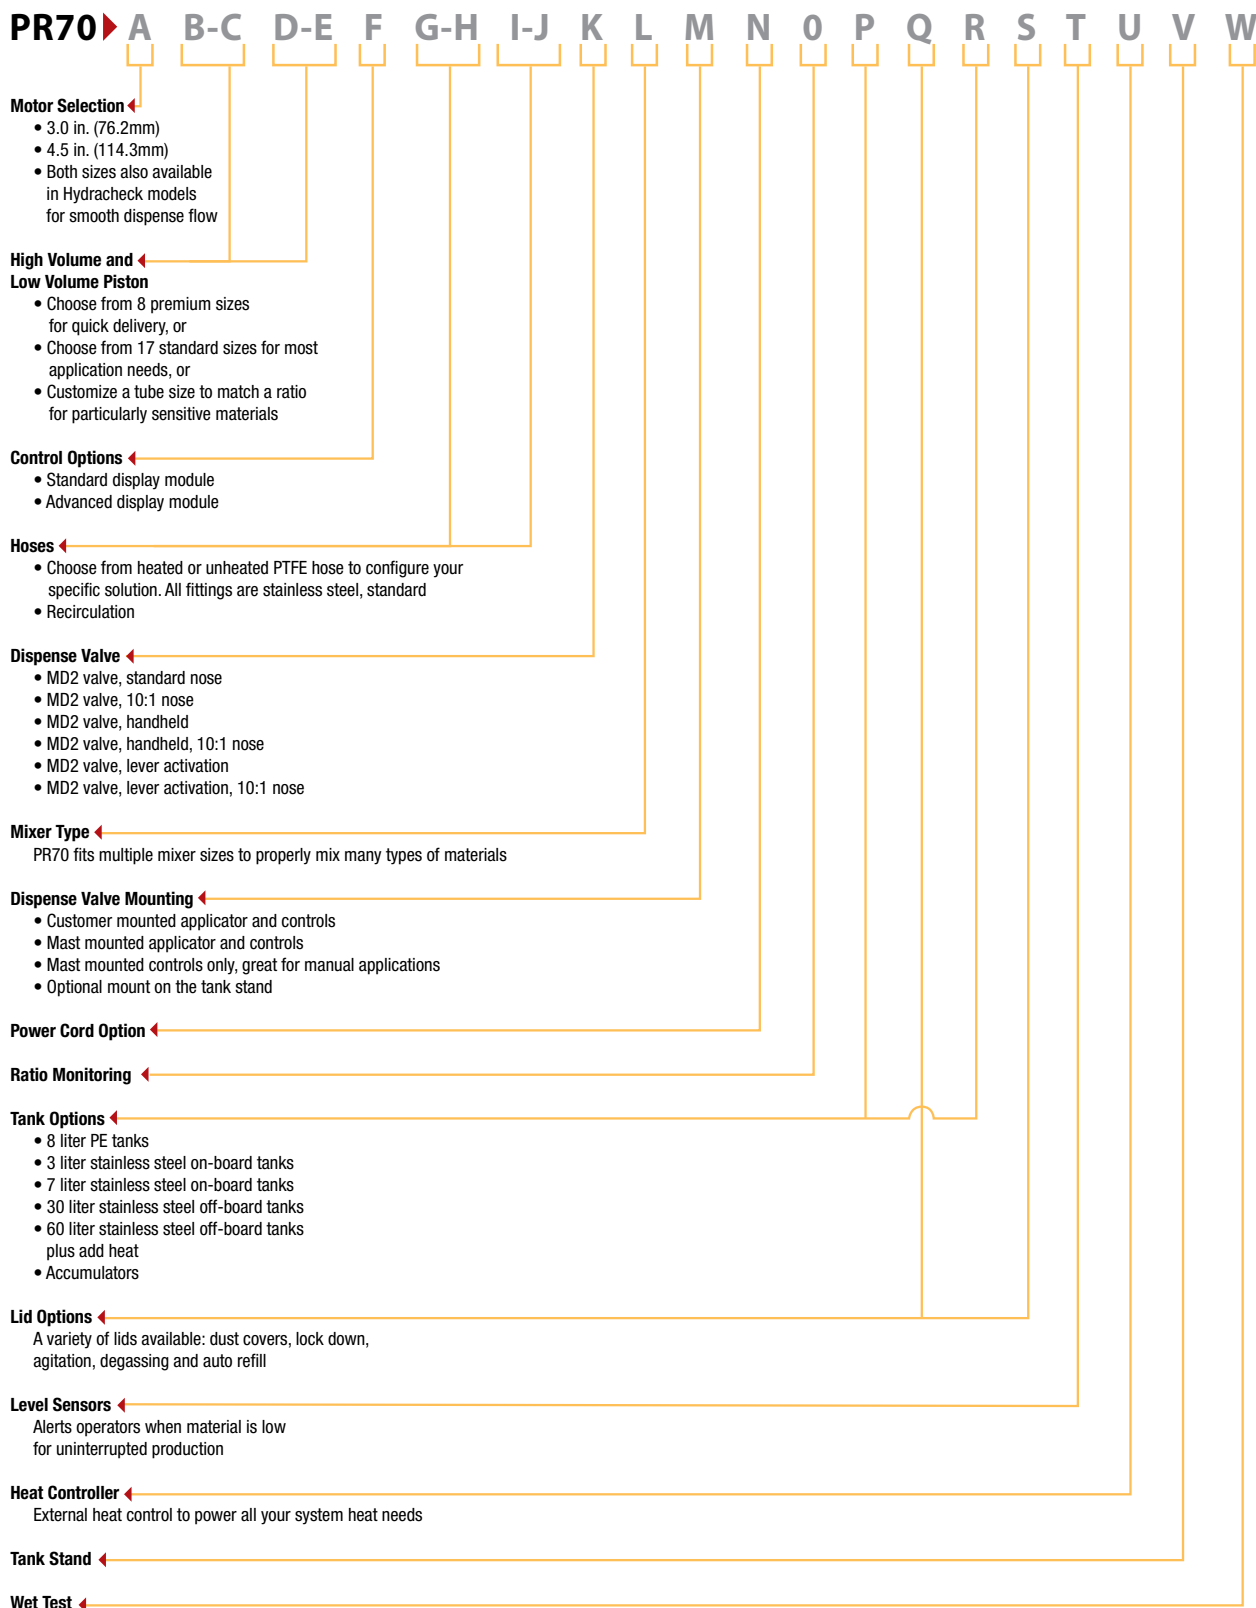 PR70 A B-C D-E F G-H I-J K L M N 0 P Q R S T U V W
Motor Selection
• 3.0 in. (76.2mm)
• 4.5 in. (114.3mm)
• Both sizes also available
in Hydracheck models
for smooth dispense flow
High Volume and
Low Volume Piston
• Choose from 8 premium sizes
for quick delivery, or
• Choose from 17 standard sizes for most
application needs, or
• Customize a tube size to match a ratio
for particularly sensitive materials
Control Options
• Standard display module
• Advanced display module
Hoses
• Choose from heated or unheated PTFE hose to configure your
specific solution. All fittings are stainless steel, standard
• Recirculation
Dispense Valve
• MD2 valve, standard nose
• MD2 valve, 10:1 nose
• MD2 valve, handheld
• MD2 valve, handheld, 10:1 nose
• MD2 valve, lever activation
• MD2 valve, lever activation, 10:1 nose
Mixer Type
PR70 fits multiple mixer sizes to properly mix many types of materials
Dispense Valve Mounting
• Customer mounted applicator and controls
• Mast mounted applicator and controls
• Mast mounted controls only, great for manual applications
• Optional mount on the tank stand
Power Cord Option
Ratio Monitoring
Tank Options
• 8 liter PE tanks
• 3 liter stainless steel on-board tanks
• 7 liter stainless steel on-board tanks
• 30 liter stainless steel off-board tanks
• 60 liter stainless steel off-board tanks
plus add heat
• Accumulators
Lid Options
A variety of lids available: dust covers, lock down,
agitation, degassing and auto refill
Level Sensors
Alerts operators when material is low
for uninterrupted production
Heat Controller
External heat control to power all your system heat needs
Tank Stand
Wet Test